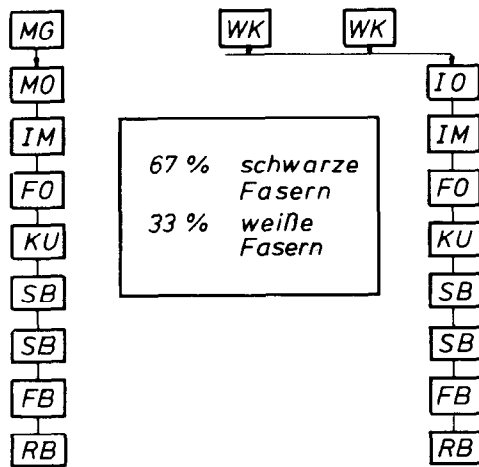 MG
MO
IM
FO
KU
SB
SB
FB
RB
67 % schwarze
Fasern
33 % weiße
Fasern
WK WK
IO
IM
FO
KU
SB
SB
FB
RB